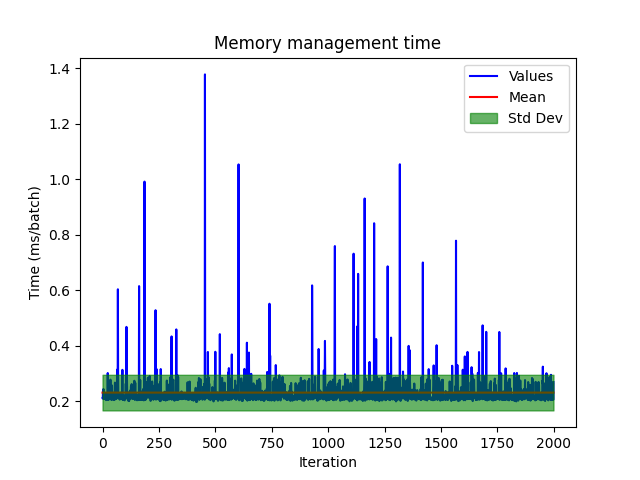 Memory management time
Values
Mean
Std Dev
Time (ms/batch)
1.4
1.2
1.0
0.8
0.6
0.4
0.2
0 250 500 750 1000 1250 1500 1750 2000
Iteration